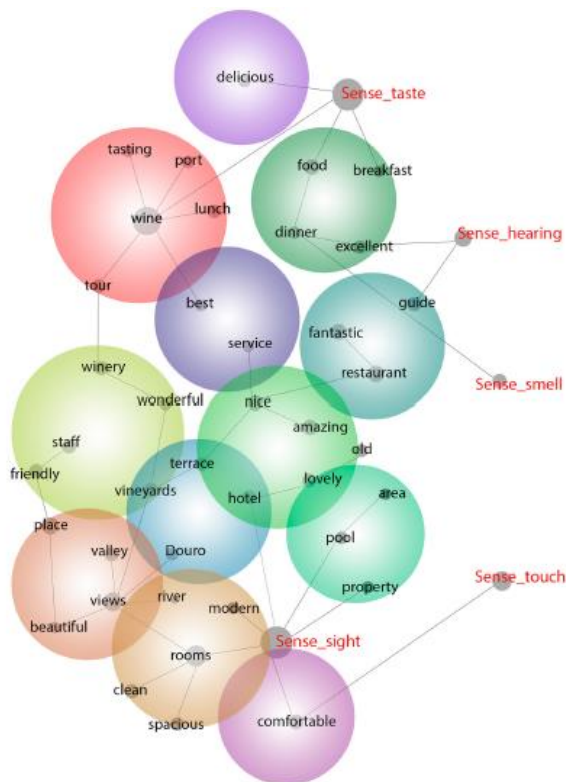 delicious
Sense_taste
tasting
port
food
breakfast
lunch
wine
dinner
Sense_hearing
excellent
tour
best
guide
fantastic
service
winery
restaurant
Sense_smell
wonderful
nice
amazing
staff
old
terrace
friendly
lovely
vineyards
hotel
area
place
pool
valley
Douro
Sense_touch
property
views
river
modern
beautiful
Sense_sight
rooms
clean
spacious
comfortable